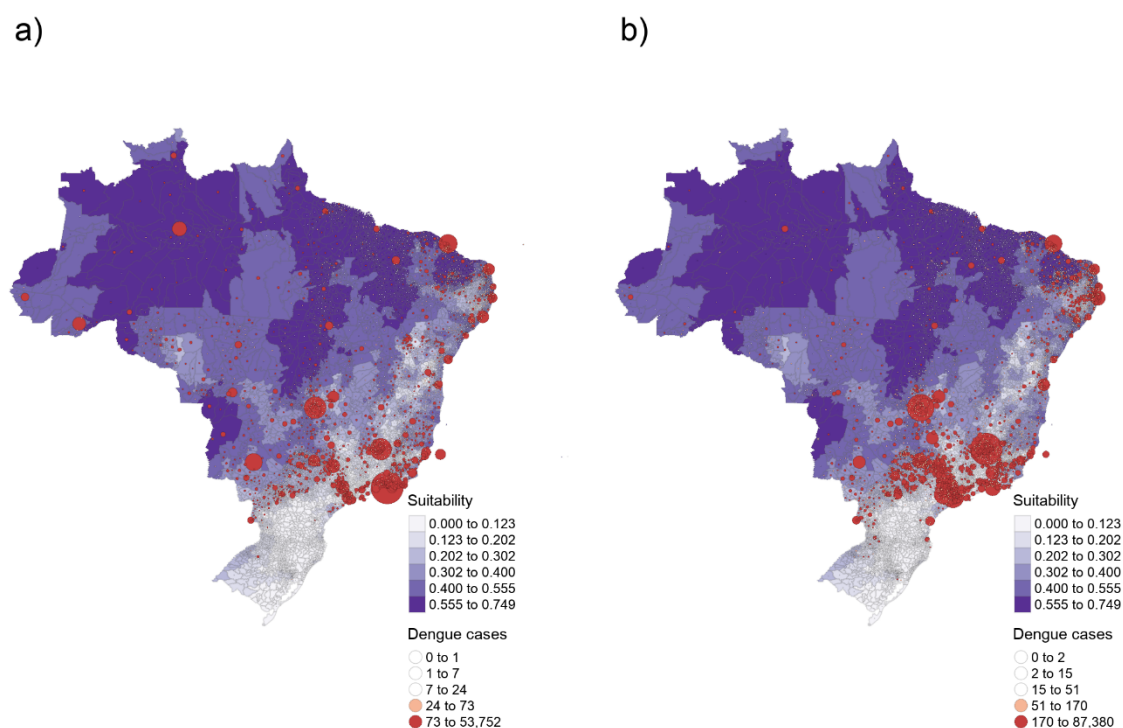 a)
b)
Suitability
0.000 to 0.123
0.123 to 0.202
0.202 to 0.302
0.302 to 0.400
0.400 to 0.555
0.555 to 0.749
Dengue cases
0 to 1
1 to 7
7 to 24
24 to 73
73 to 53,752
Suitability
0.000 to 0.123
0.123 to 0.202
0.202 to 0.302
0.302 to 0.400
0.400 to 0.555
0.555 to 0.749
Dengue cases
0 to 2
2 to 15
15 to 51
51 to 170
170 to 87,380